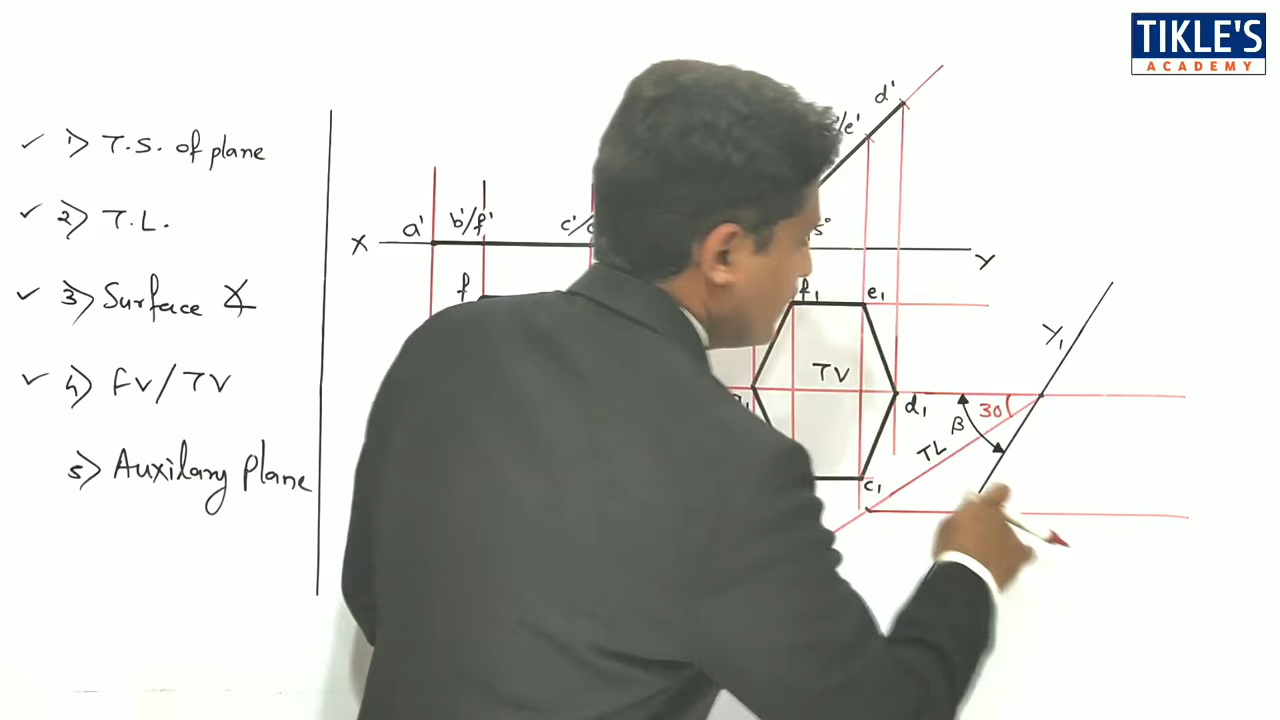 TIKLE'S
ACADEMY
1) T.S. of plane
2) T.L.
3) Surface
4) FV/TV
5) Auxilary Plane
X
a'
b'/f'
c'/
f
/e'
d'
5°
Y
f1
e1
TV
d1
c1
30
β
TL
Y1